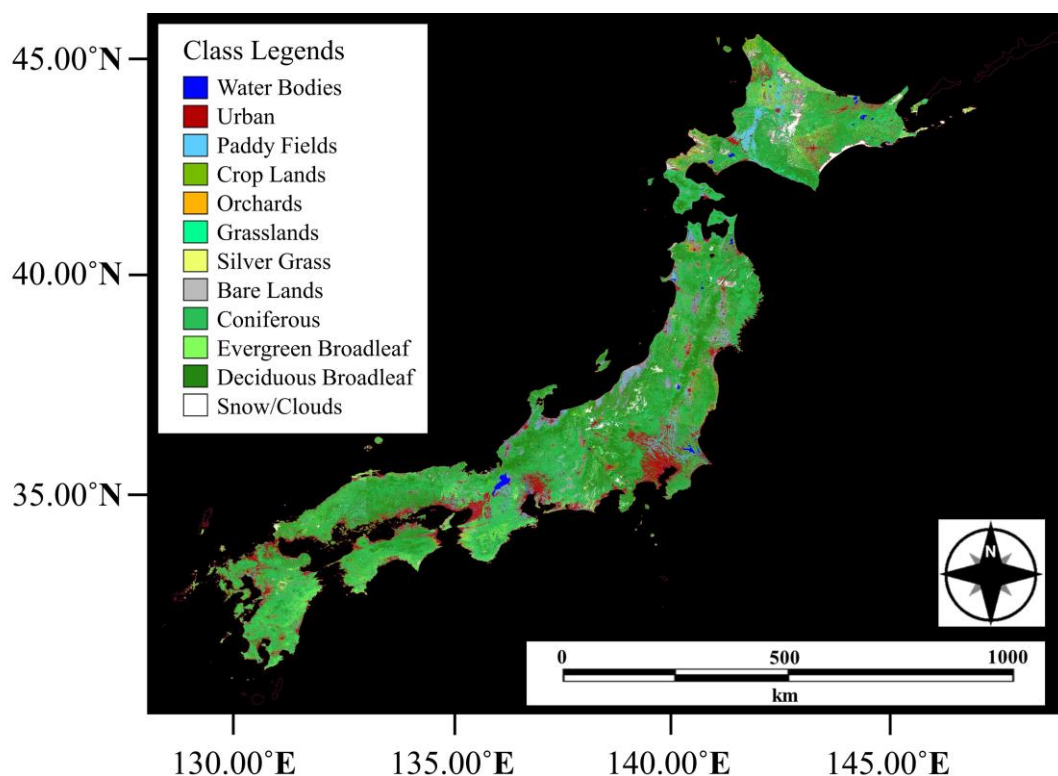 Class Legends
Water Bodies
Urban
Paddy Fields
Crop Lands
Orchards
Grasslands
Silver Grass
Bare Lands
Coniferous
Evergreen Broadleaf
Deciduous Broadleaf
Snow/Clouds
45.00˚N
40.00˚N
35.00˚N
N
0 500 1000
km
130.00˚E 135.00˚E 140.00˚E 145.00˚E